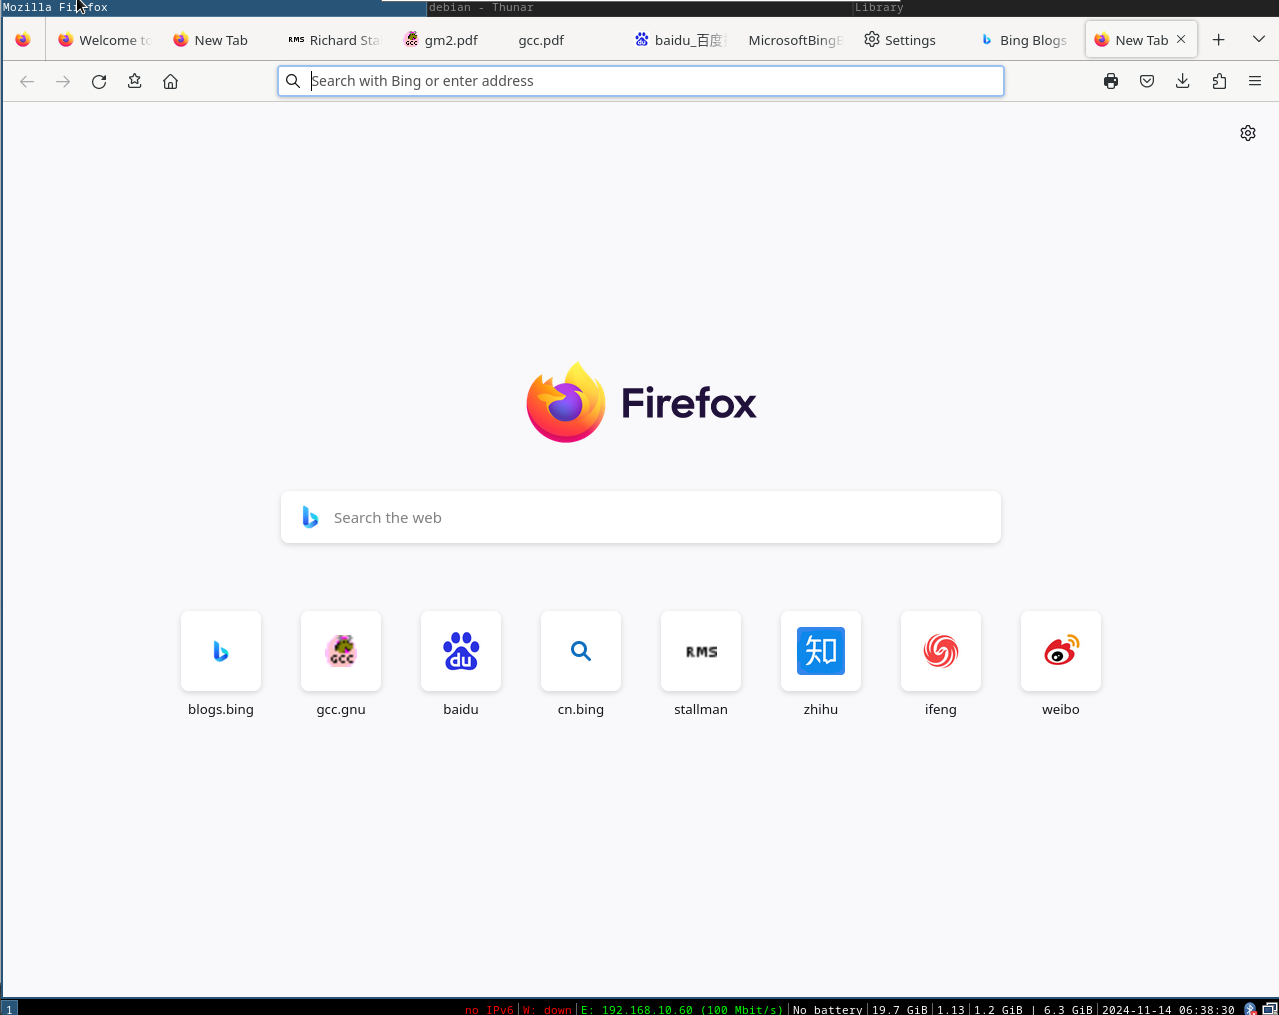 Mozilla Firefox debian - Thunar Library
Welcome to New Tab Richard Sta gm2.pdf gcc.pdf baidu_百度 MicrosoftBing Settings Bing Blogs New Tab
Search with Bing or enter address
Firefox
Search the web
RMS 知
blogs.bing gcc.gnu baidu cn.bing stallman zhihu ifeng weibo
1 no IPv6 | W: down | E: 192.168.10.60 (100 Mbit/s) | No battery | 19.7 GiB | 1.13 | 1.2 GiB | 6.3 GiB | 2024-11-14 06:38:30